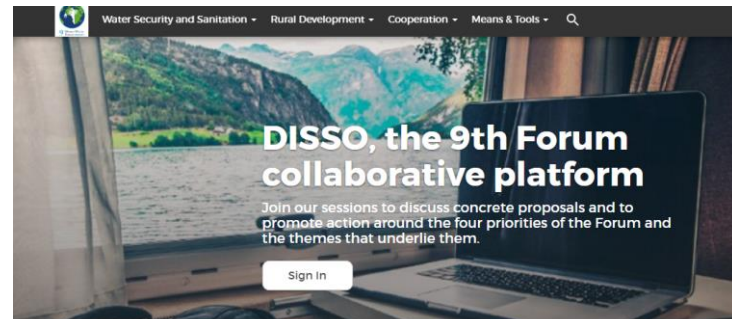 Water Security and Sanitation Rural Development Cooperation Means & Tools
DISSO, the 9th Forum
collaborative platform
Join our sessions to discuss concrete proposals and to
promote action around the four priorities of the Forum and
the themes that underlie them.
Sign In